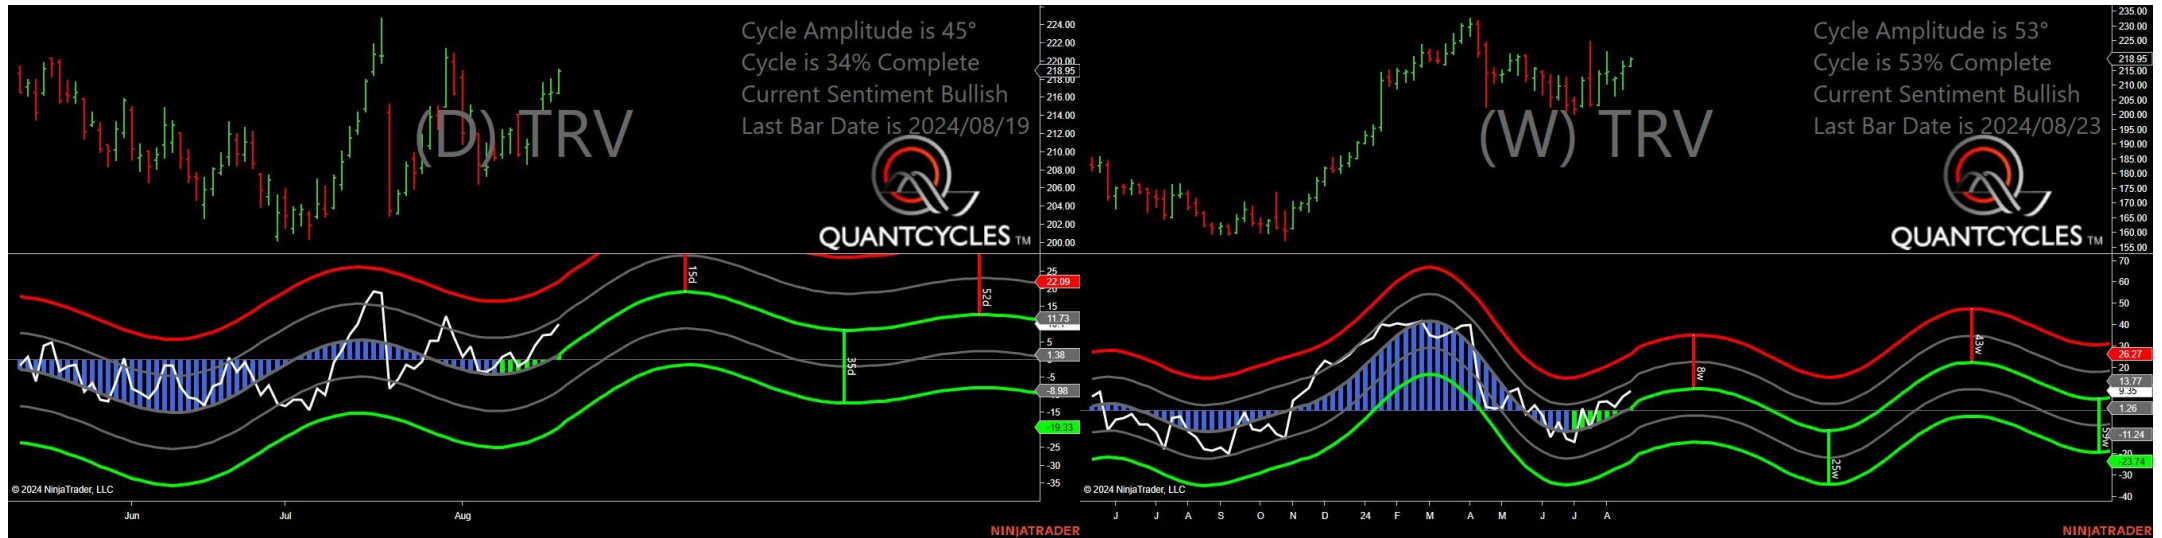 Cycle Amplitude is 45°
Cycle is 34% Complete
Current Sentiment Bullish
Last Bar Date is 2024/08/19
(D) TRV
QUANTCYCLES TM
224.00
222.00
220.00
218.95
218.00
216.00
214.00
212.00
210.00
208.00
206.00
204.00
202.00
200.00
15d
35d
52d
25
22.09
20
15
11.73
5
1.38
-5
-8.98
-15
-19.33
-25
-30
-35
© 2024 NinjaTrader, LLC
Jun
Jul
Aug
NINJATRADER
Cycle Amplitude is 53°
Cycle is 53% Complete
Current Sentiment Bullish
Last Bar Date is 2024/08/23
(W) TRV
QUANTCYCLES TM
235.00
230.00
225.00
218.95
215.00
210.00
205.00
200.00
195.00
190.00
185.00
180.00
175.00
170.00
165.00
160.00
155.00
8w
25w
43w
59w
70
60
50
40
30
26.27
20
13.77
9.35
1.26
-11.24
-20
-23.74
-30
-40
© 2024 NinjaTrader, LLC
J
J
A
S
O
N
D
24
F
M
A
M
J
J
A
NINJATRADER